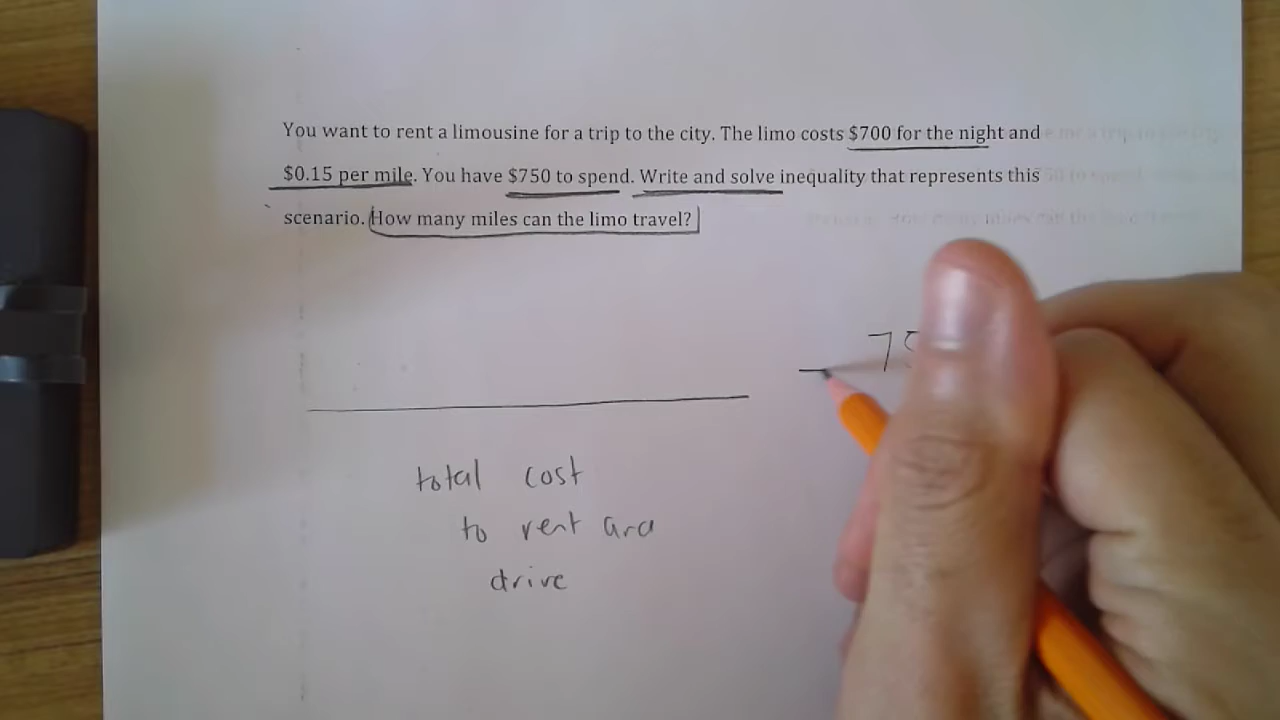 You want to rent a limousine for a trip to the city. The limo costs $700 for the night and
$0.15 per mile. You have $750 to spend. Write and solve inequality that represents this
scenario. How many miles can the limo travel?
total cost
to rent and
drive